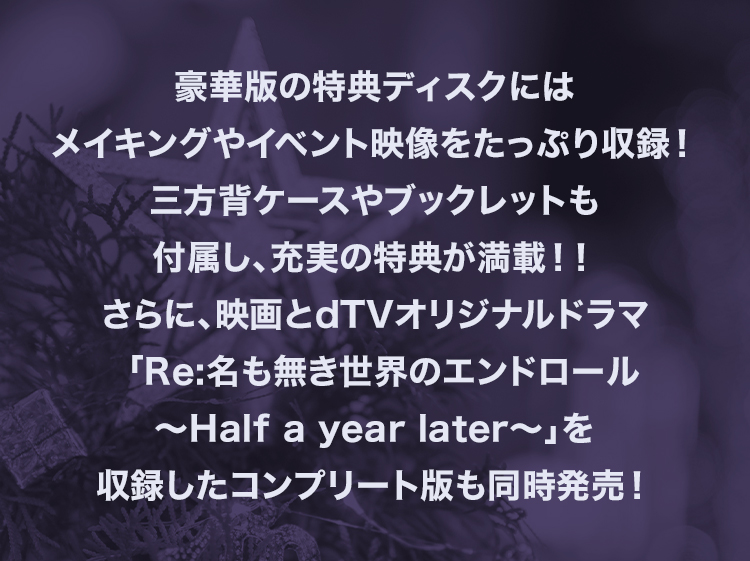 豪華版の特典ディスクには
メイキングやイベント映像をたっぷり収録！
三方背ケースやブックレットも
付属し、充実の特典が満載！！
さらに、映画とdTVオリジナルドラマ
「Re:名も無き世界のエンドロール
～Half a year later～」を
収録したコンプリート版も同時発売！